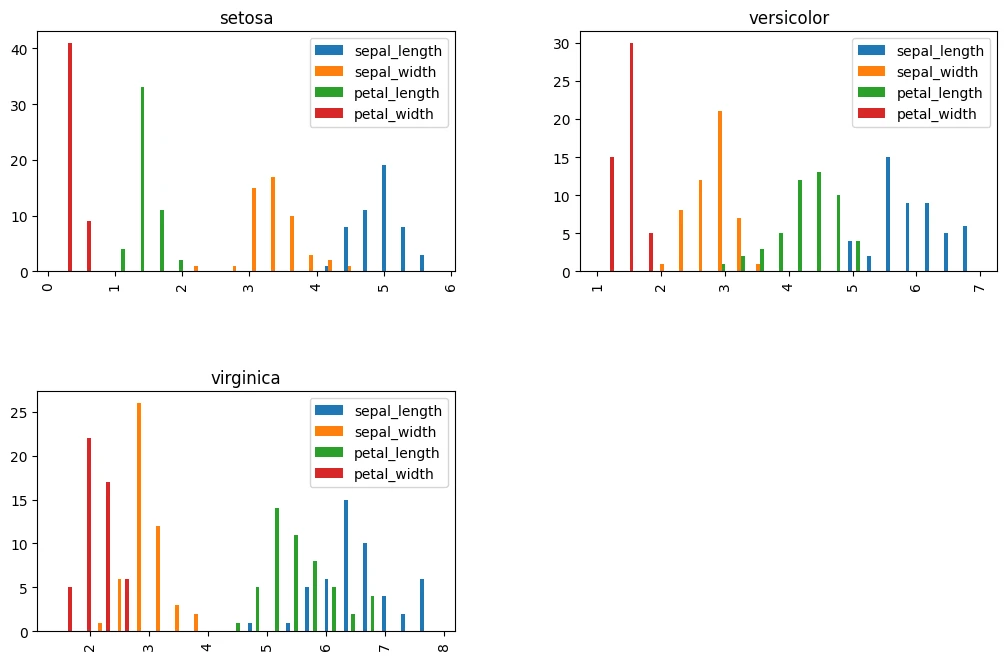 setosa
40
30
20
10
0
0 1 2 3 4 5 6
sepal_length
sepal_width
petal_length
petal_width
versicolor
30
25
20
15
10
5
0
1 2 3 4 5 6 7
sepal_length
sepal_width
petal_length
petal_width
virginica
25
20
15
10
5
0
2 3 4 5 6 7 8
sepal_length
sepal_width
petal_length
petal_width